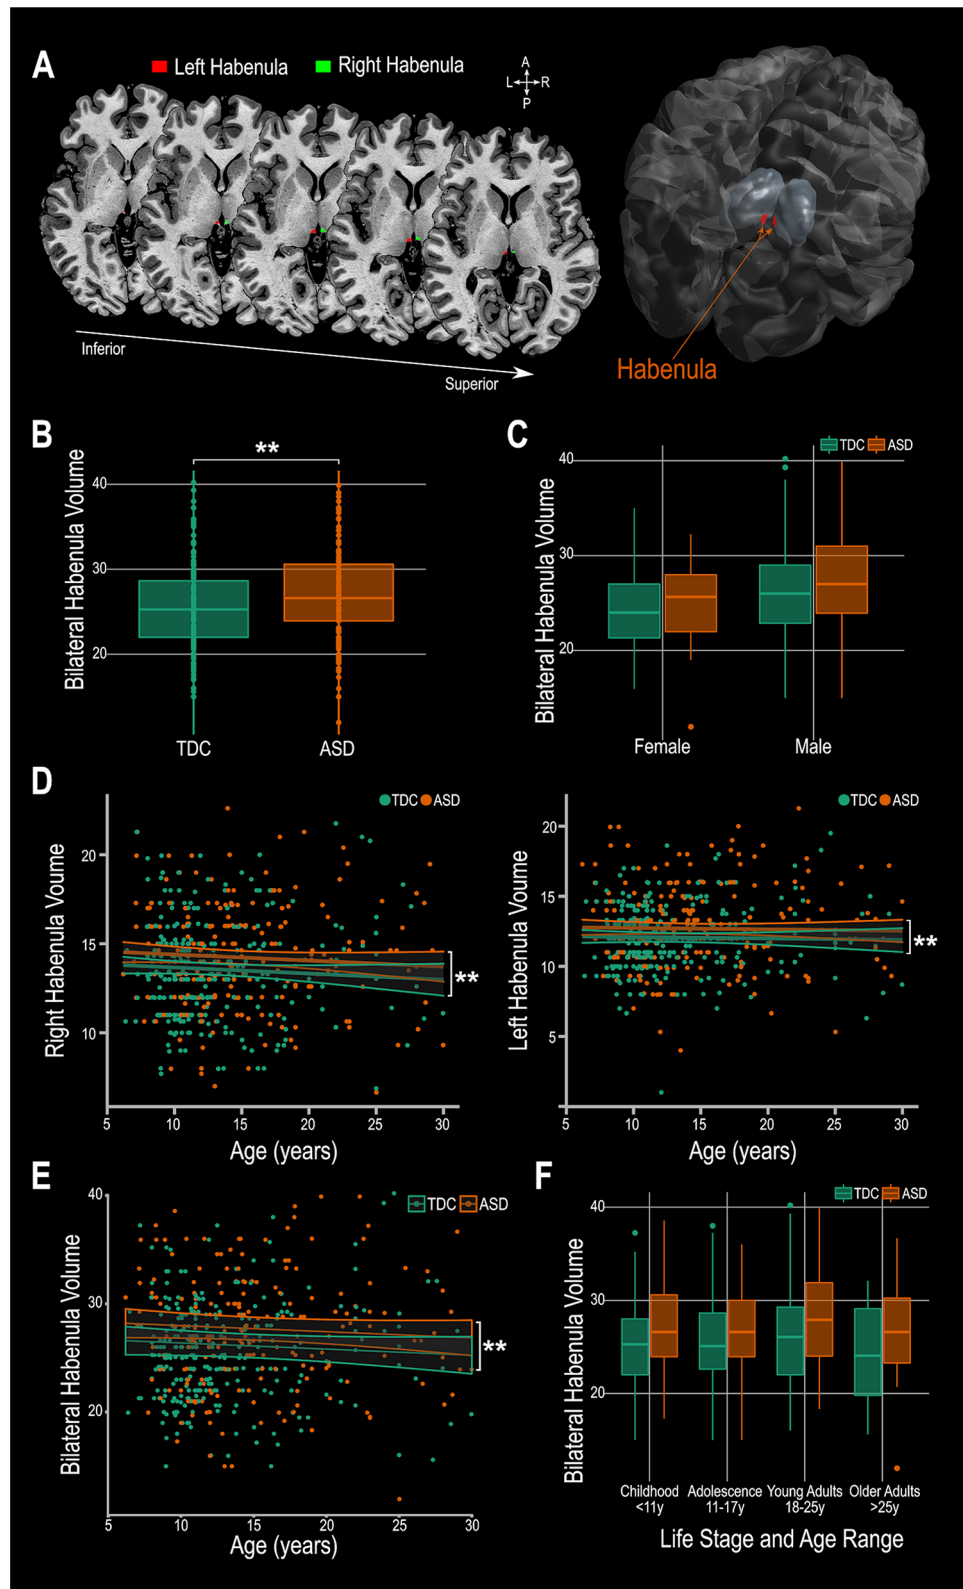 A
Left Habenula
Right Habenula
A
L R
P
Inferior
Superior
Habenula
B
**
Bilateral Habenula Volume
40
30
20
TDC
ASD
C
TDC ASD
Bilateral Habenula Volume
40
30
20
Female
Male
D
TDC ASD
Right Habenula Voume
20
15
10
**
5 10 15 20 25 30
Age (years)
TDC ASD
Left Habenula Voume
20
15
10
5
**
5 10 15 20 25 30
Age (years)
E
TDC ASD
Bilateral Habenula Volume
40
30
20
**
5 10 15 20 25 30
Age (years)
F
TDC ASD
Bilateral Habenula Volume
40
30
20
Childhood Adolescence Young Adults Older Adults
<11y 11-17y 18-25y >25y
Life Stage and Age Range